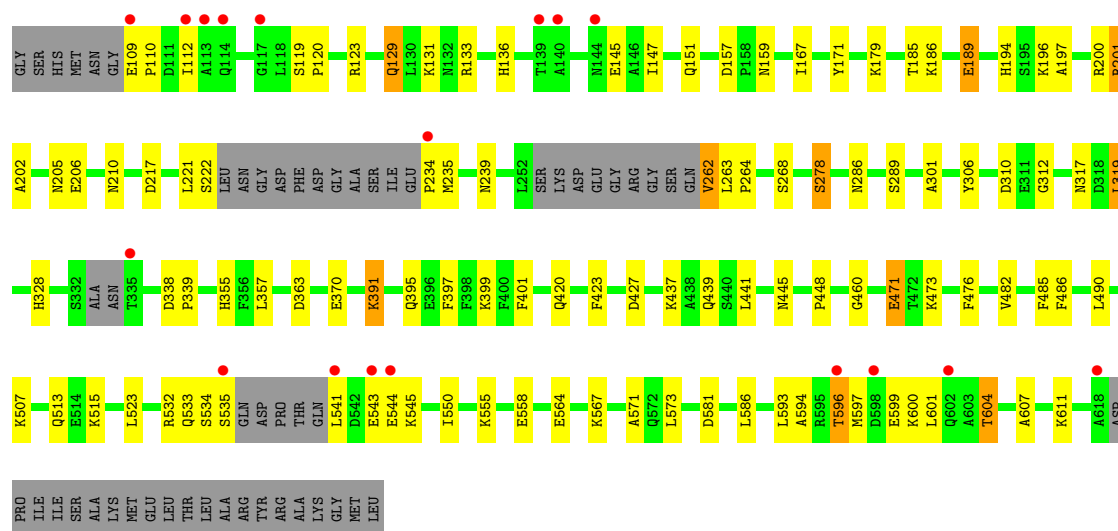 GLY SER HIS MET ASN GLY E109 P110 D111 I112 A113 Q114 G117 L118 S119 P120 R123 Q129 L130 K131 N132 R133 H136 T139 A140 N144 E145 A146 I147 Q151 D157 P158 N159 I167 Y171 K179 T185 K186 E189 H194 S195 K196 A197 R200
A202 N205 E206 N210 D217 L221 S222 LEU ASN GLY ASP PHE ASP GLY ALA SER ILE GLU P234 M235 N239 L252 SER LYS ASP GLU GLY ARG GLY SER GLN V262 L263 P264 S268 S278 N286 S289 A301 Y306 D310 E311 G312 N317 D318 L319
H328 S332 ALA ASN T335 D338 P339 H355 F356 L357 D363 E370 K391 Q395 E396 F397 F398 K399 F400 F401 Q420 F423 D427 K437 A438 Q439 S440 L441 N445 P448 G460 E471 T472 K473 F476 V482 F485 F486 L490
K507 Q513 E514 K515 L523 R532 Q533 S534 S535 GLN ASP PRO THR GLN L541 D542 E543 E544 K545 I550 K555 E558 E564 K567 A571 Q572 L573 D581 L586 L593 A594 R595 T596 M597 D598 E599 K600 L601 Q602 A603 T604 A607 K611 A618 ASP
PRO ILE ILE SER ALA LYS MET GLU LEU THR LEU ALA ARG TYR ARG ALA LYS GLY MET LEU